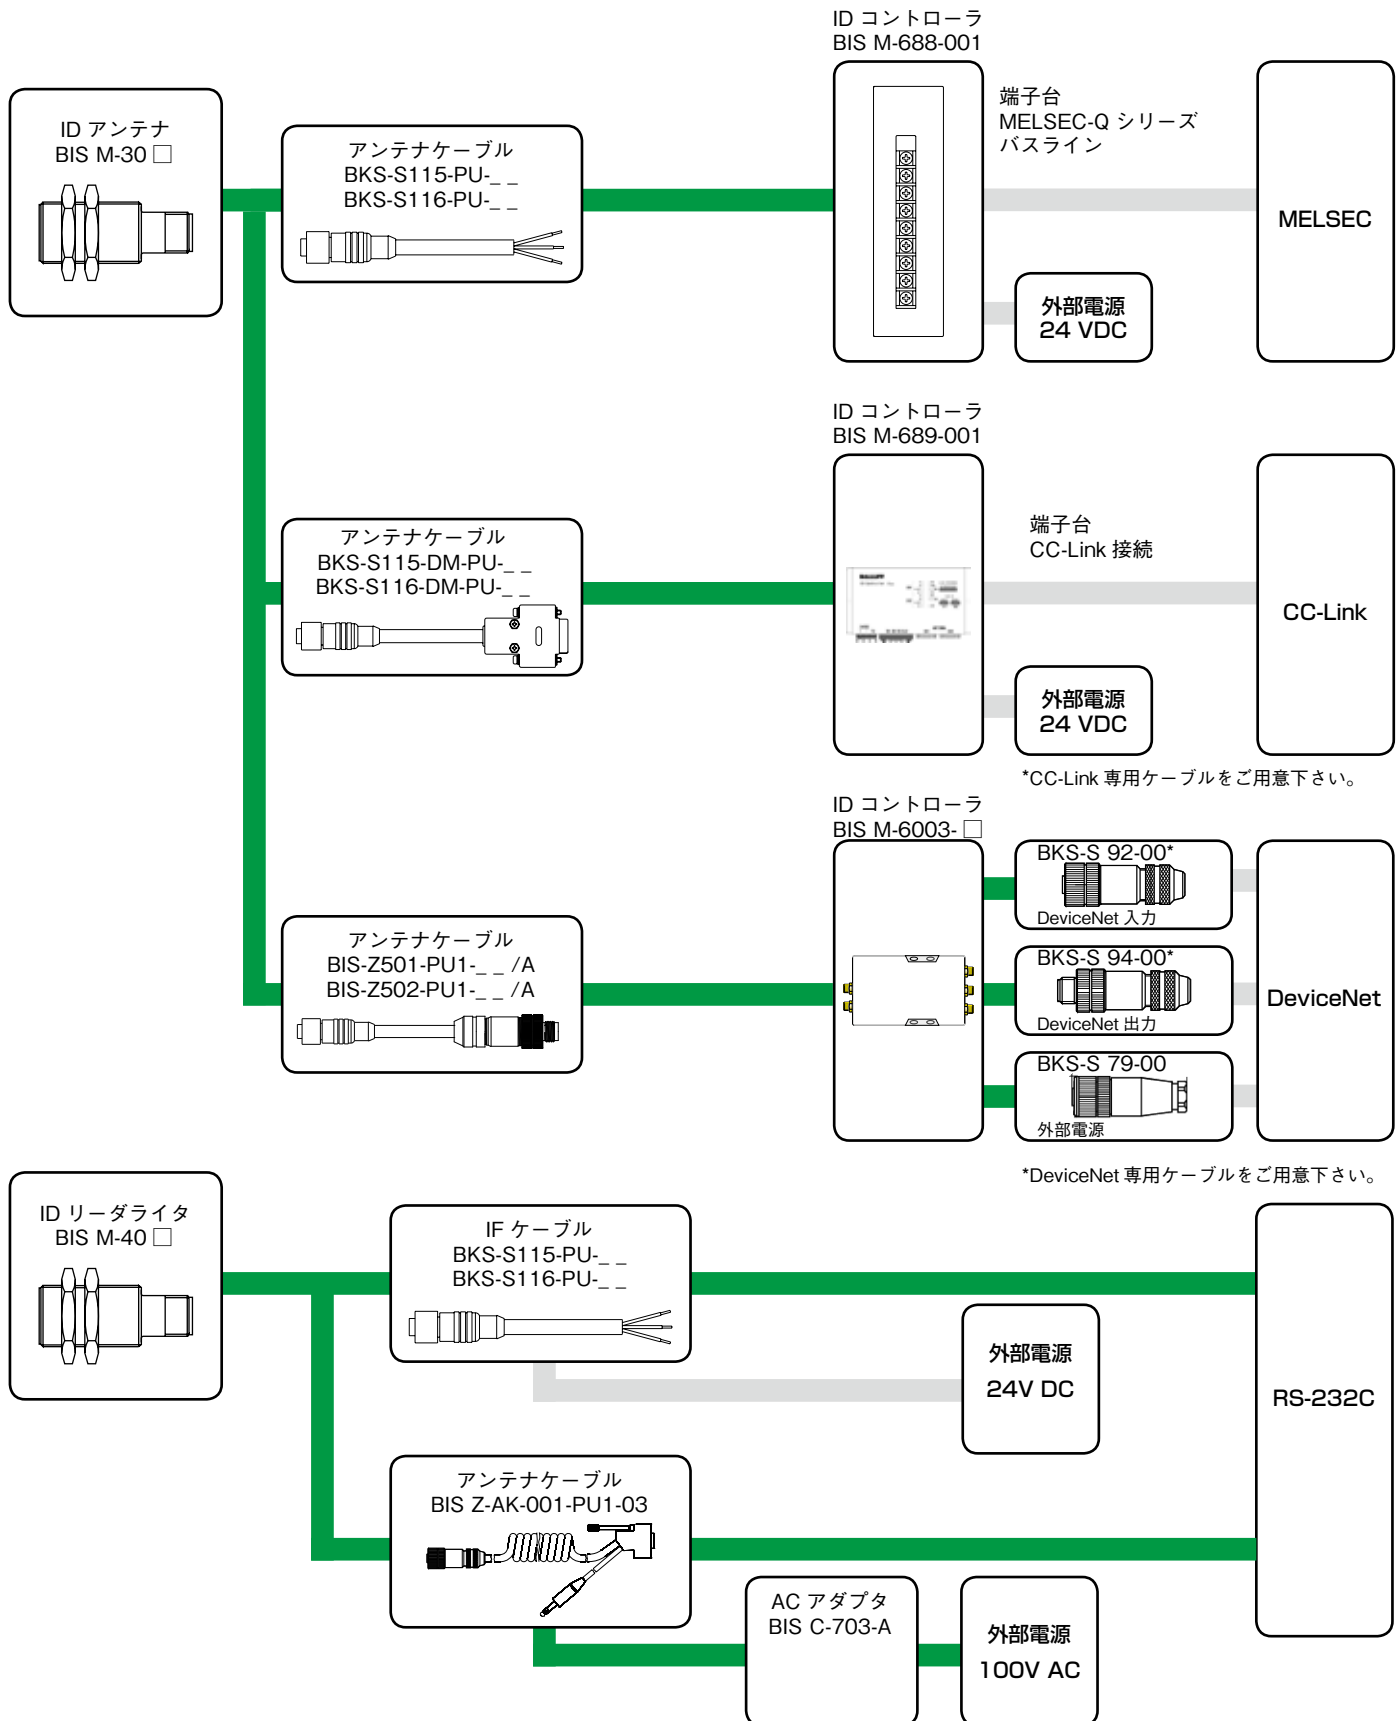 ID コントローラ
BIS M-688-001
ID アンテナ
BIS M-30 □
アンテナケーブル
BKS-S115-PU-_ _
BKS-S116-PU-_ _
端子台
MELSEC-Q シリーズ
バスライン
MELSEC
外部電源
24 VDC
ID コントローラ
BIS M-689-001
アンテナケーブル
BKS-S115-DM-PU-_ _
BKS-S116-DM-PU-_ _
端子台
CC-Link 接続
CC-Link
外部電源
24 VDC
*CC-Link 専用ケーブルをご用意下さい。
ID コントローラ
BIS M-6003- □
アンテナケーブル
BIS-Z501-PU1-_ _ /A
BIS-Z502-PU1-_ _ /A
BKS-S 92-00*
DeviceNet 入力
BKS-S 94-00*
DeviceNet 出力
BKS-S 79-00
外部電源
DeviceNet
*DeviceNet 専用ケーブルをご用意下さい。
ID リーダライタ
BIS M-40 □
IF ケーブル
BKS-S115-PU-_ _
BKS-S116-PU-_ _
外部電源
24V DC
RS-232C
アンテナケーブル
BIS Z-AK-001-PU1-03
AC アダプタ
BIS C-703-A
外部電源
100V AC